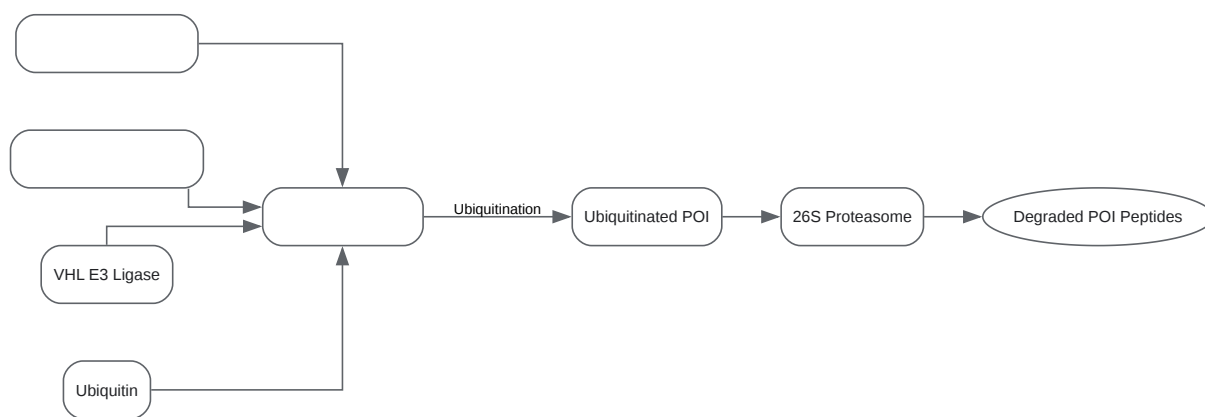 Ubiquitination
Ubiquitinated POI
26S Proteasome
Degraded POI Peptides
VHL E3 Ligase
Ubiquitin